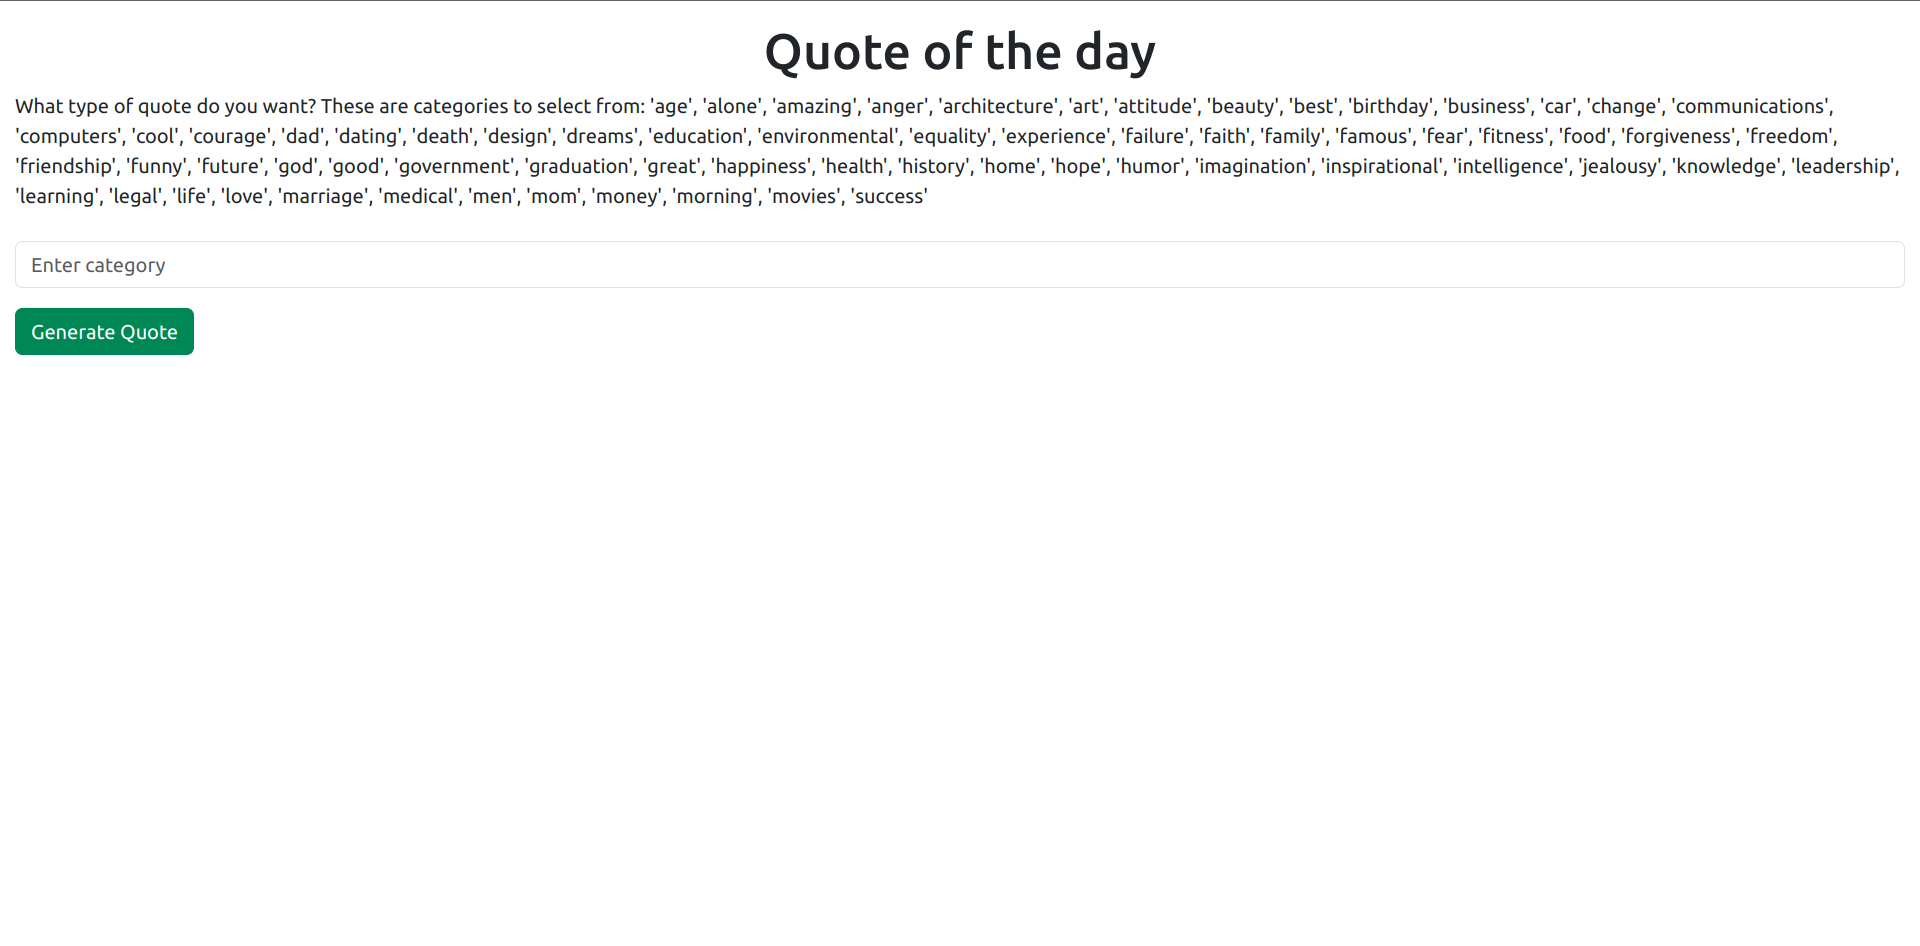 Quote of the day
What type of quote do you want? These are categories to select from: 'age', 'alone', 'amazing', 'anger', 'architecture', 'art', 'attitude', 'beauty', 'best', 'birthday', 'business', 'car', 'change', 'communications',
'computers', 'cool', 'courage', 'dad', 'dating', 'death', 'design', 'dreams', 'education', 'environmental', 'equality', 'experience', 'failure', 'faith', 'family', 'famous', 'fear', 'fitness', 'food', 'forgiveness', 'freedom',
'friendship', 'funny', 'future', 'god', 'good', 'government', 'graduation', 'great', 'happiness', 'health', 'history', 'home', 'hope', 'humor', 'imagination', 'inspirational', 'intelligence', 'jealousy', 'knowledge', 'leadership',
'learning', 'legal', 'life', 'love', 'marriage', 'medical', 'men', 'mom', 'money', 'morning', 'movies', 'success'
Enter category
Generate Quote